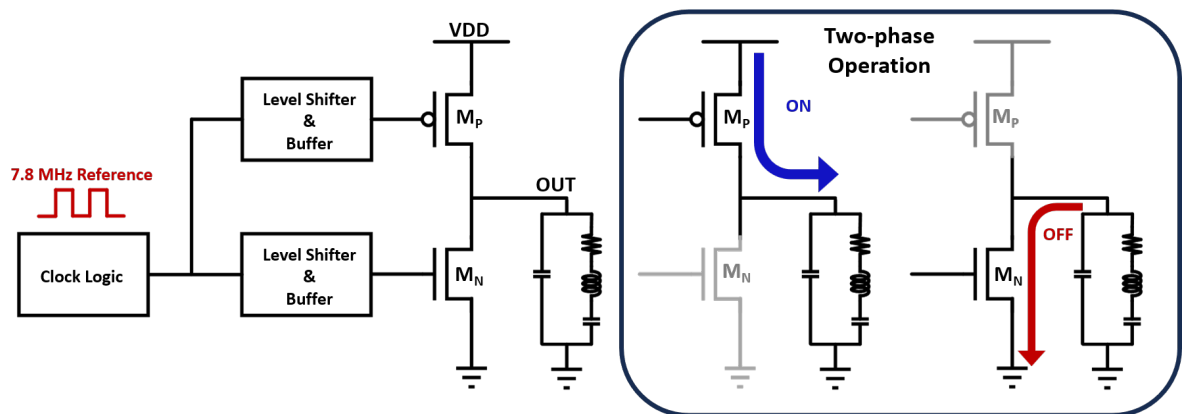 VDD
Level Shifter
&
Buffer
M_P
7.8 MHz Reference
OUT
Clock Logic
Level Shifter
&
Buffer
M_N
Two-phase
Operation
M_P
ON
M_N
M_P
OFF
M_N